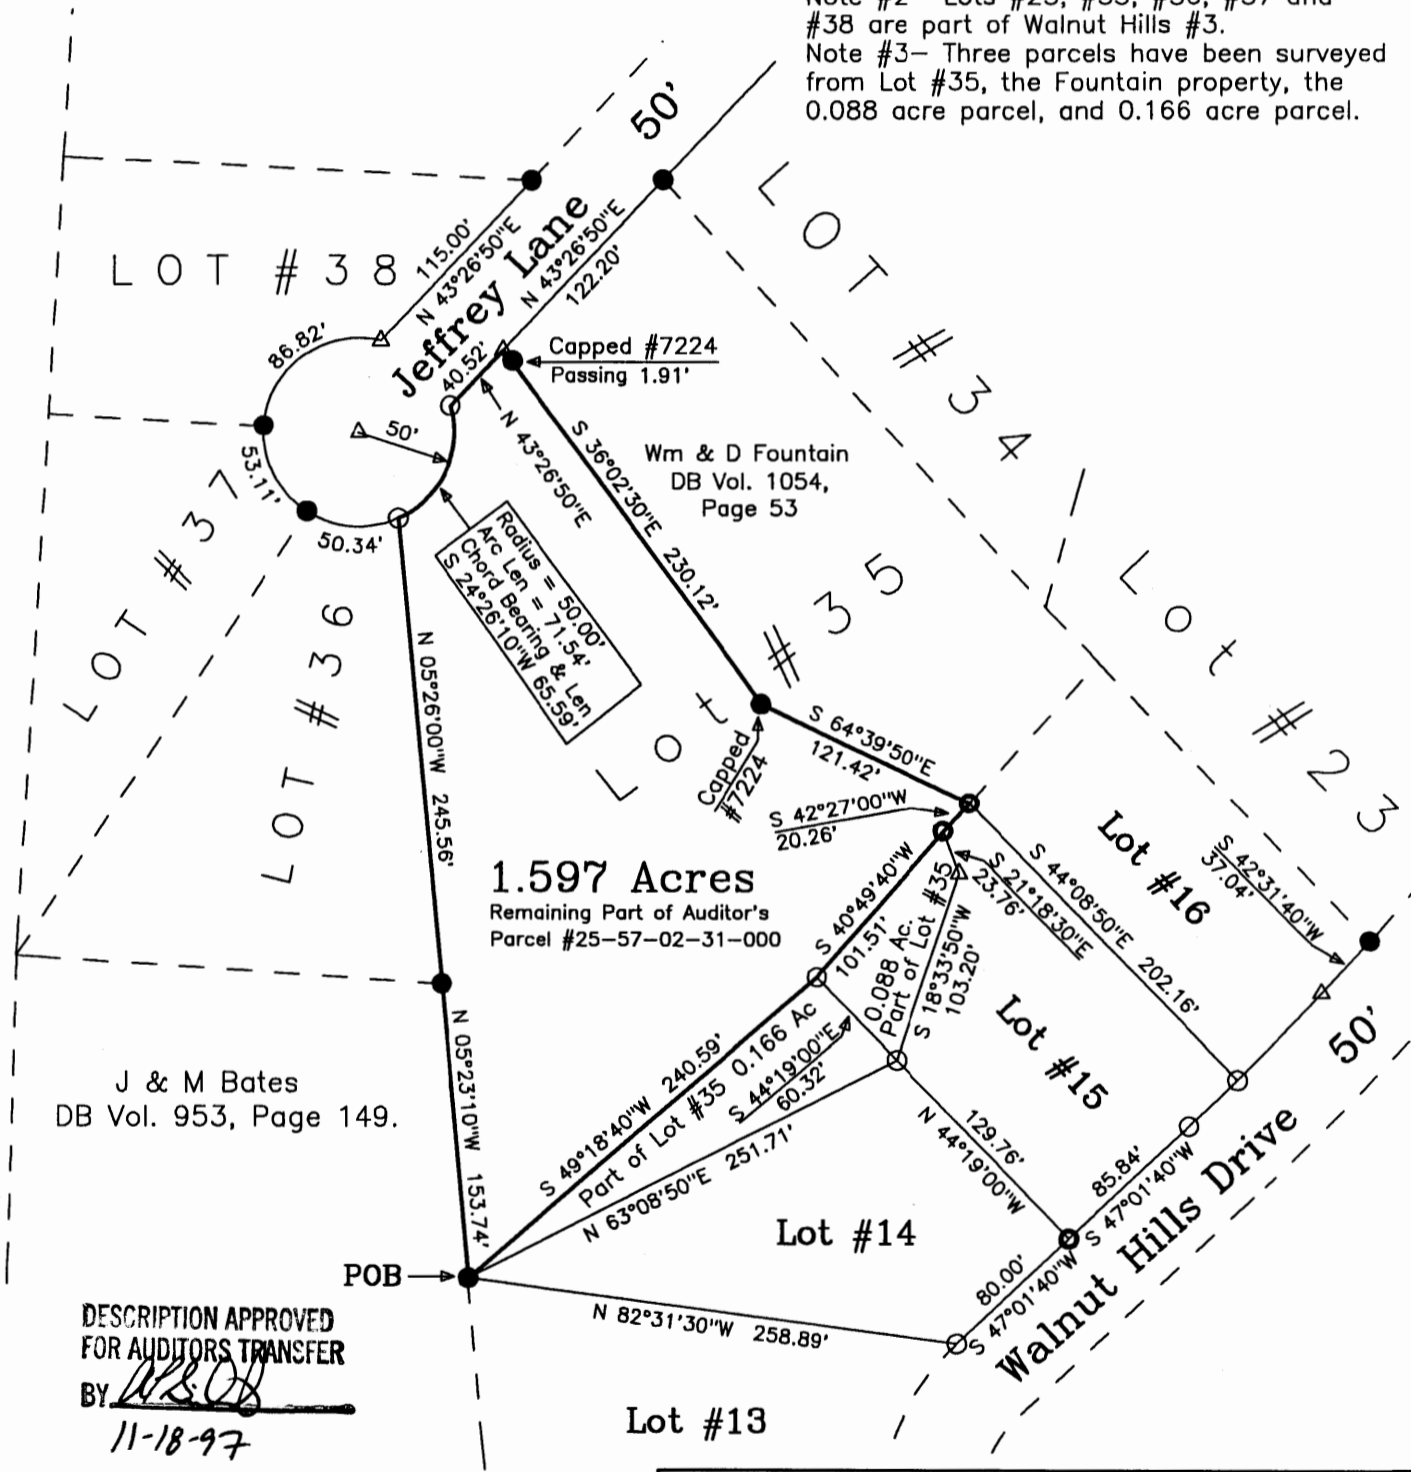 #38 are part of Walnut Hills #3.
Note #3– Three parcels have been surveyed
from Lot #35, the Fountain property, the
0.088 acre parcel, and 0.166 acre parcel.
50'
LOT #38
115.00'
N 43°26'50"E
Jeffrey Lane
N 43°26'50"E
122.20'
LOT #34
86.82'
40.52'
Capped #7224
Passing 1.91'
50'
N 43°26'50"E
S 36°02'30"E 230.12'
Wm & D Fountain
DB Vol. 1054,
Page 53
53.11'
50.34'
LOT #37
LOT #36
Radius = 50.00'
Arc Len = 71.54'
Chord Bearing & Len
S 24°26'10"W 65.59'
Lot #35
Lot #23
N 05°26'00"W 245.56'
Capped
#7224
S 64°39'50"E
121.42'
S 42°27'00"W
20.26'
1.597 Acres
Remaining Part of Auditor's
Parcel #25-57-02-31-000
S 40°49'40"W
101.51'
0.088 Ac.
Part of Lot #35
S 18°33'50"W
103.20'
S 21°18'30"E
23.76'
S 44°08'50"E 202.16'
Lot #16
S 42°31'40"W
37.04'
Lot #15
50'
J & M Bates
DB Vol. 953, Page 149.
N 05°23'10"W 153.74'
S 49°18'40"W 240.59'
Part of Lot #35 0.166 Ac
S 44°19'00"E
60.32'
N 63°08'50"E 251.71'
129.76'
N 44°19'00"W
85.84'
S 47°01'40"W
Lot #14
80.00'
S 47°01'40"W
Walnut Hills Drive
POB
N 82°31'30"W 258.89'
DESCRIPTION APPROVED
FOR AUDITORS TRANSFER
BY
11-18-97
Lot #13